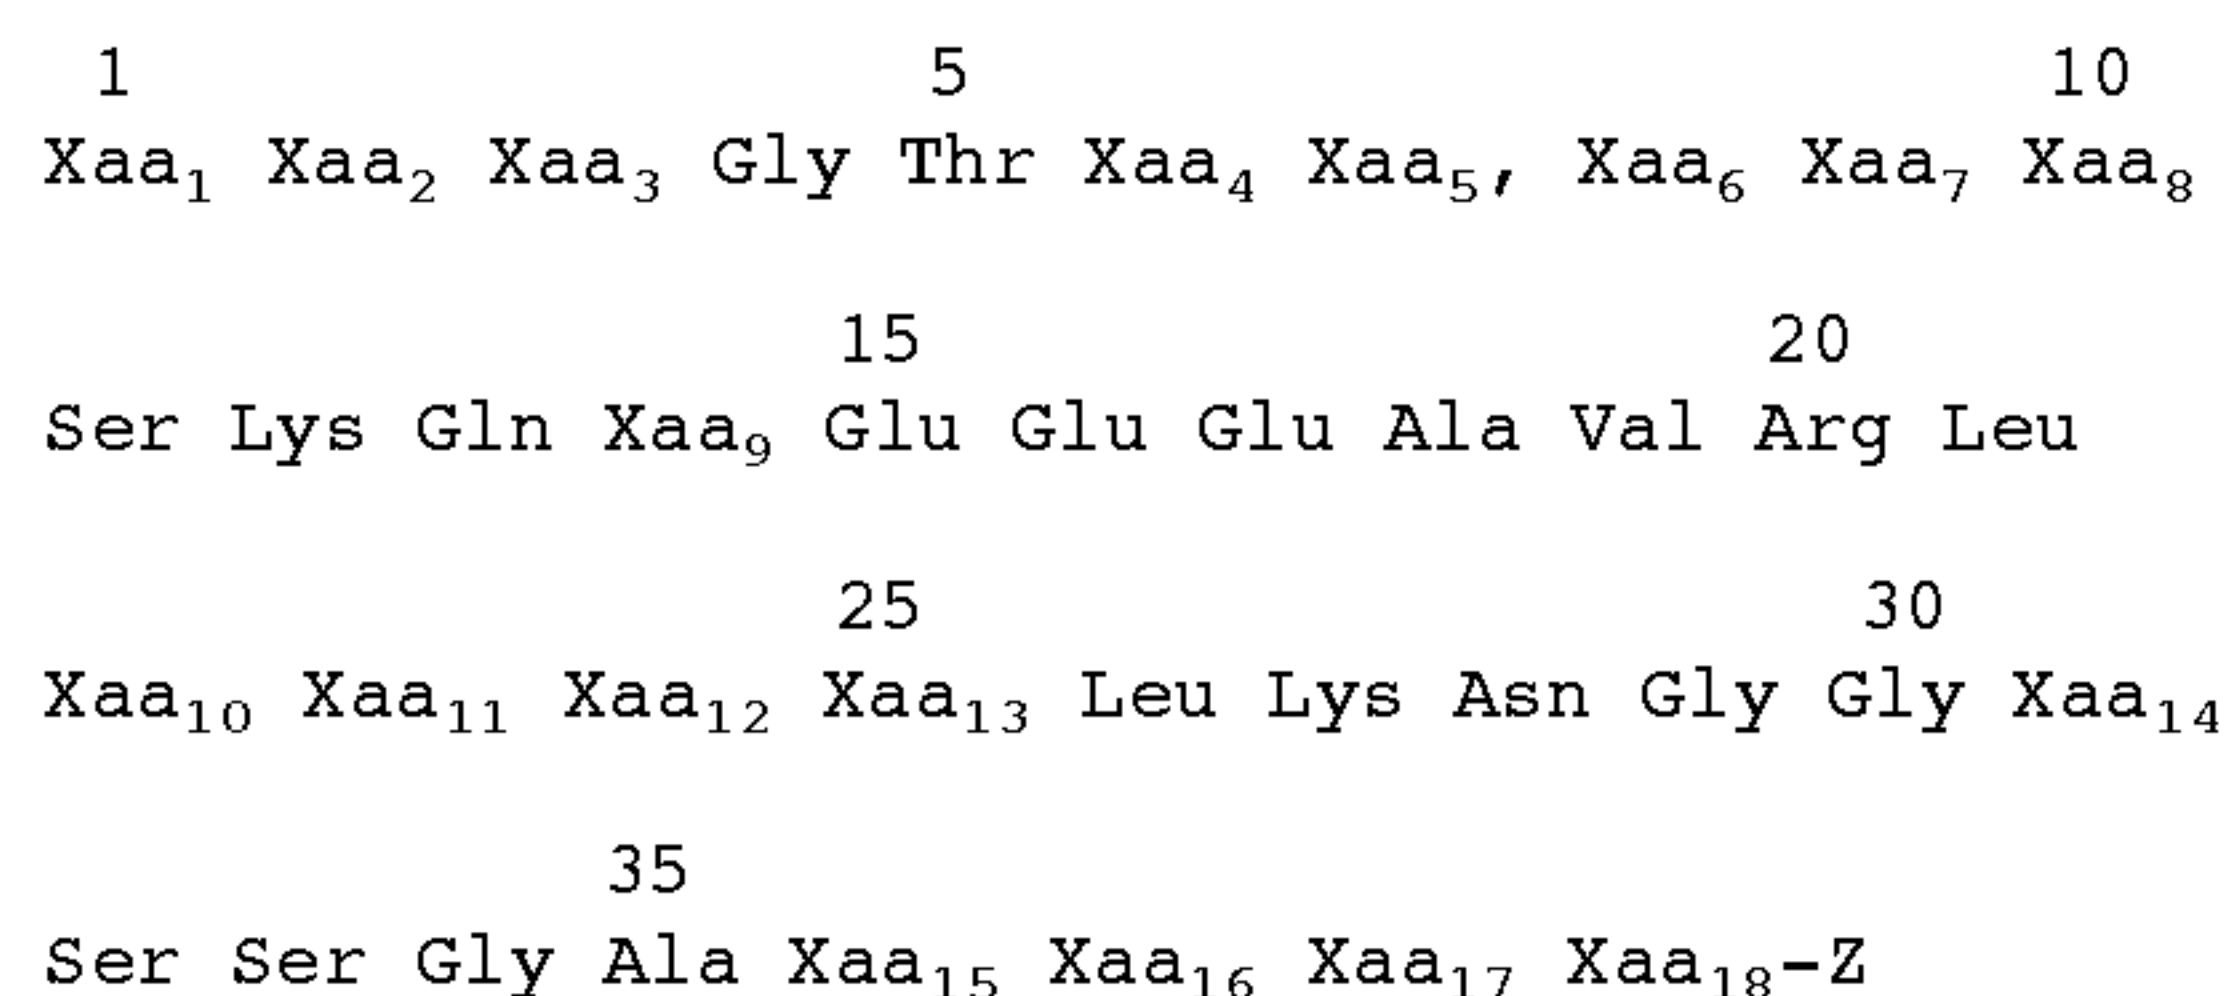 1 5 10
Xaa₁ Xaa₂ Xaa₃ Gly Thr Xaa₄ Xaa₅, Xaa₆ Xaa₇ Xaa₈
15 20
Ser Lys Gln Xaa₉ Glu Glu Glu Ala Val Arg Leu
25 30
Xaa₁₀ Xaa₁₁ Xaa₁₂ Xaa₁₃ Leu Lys Asn Gly Gly Xaa₁₄
35
Ser Ser Gly Ala Xaa₁₅ Xaa₁₆ Xaa₁₇ Xaa₁₈-Z